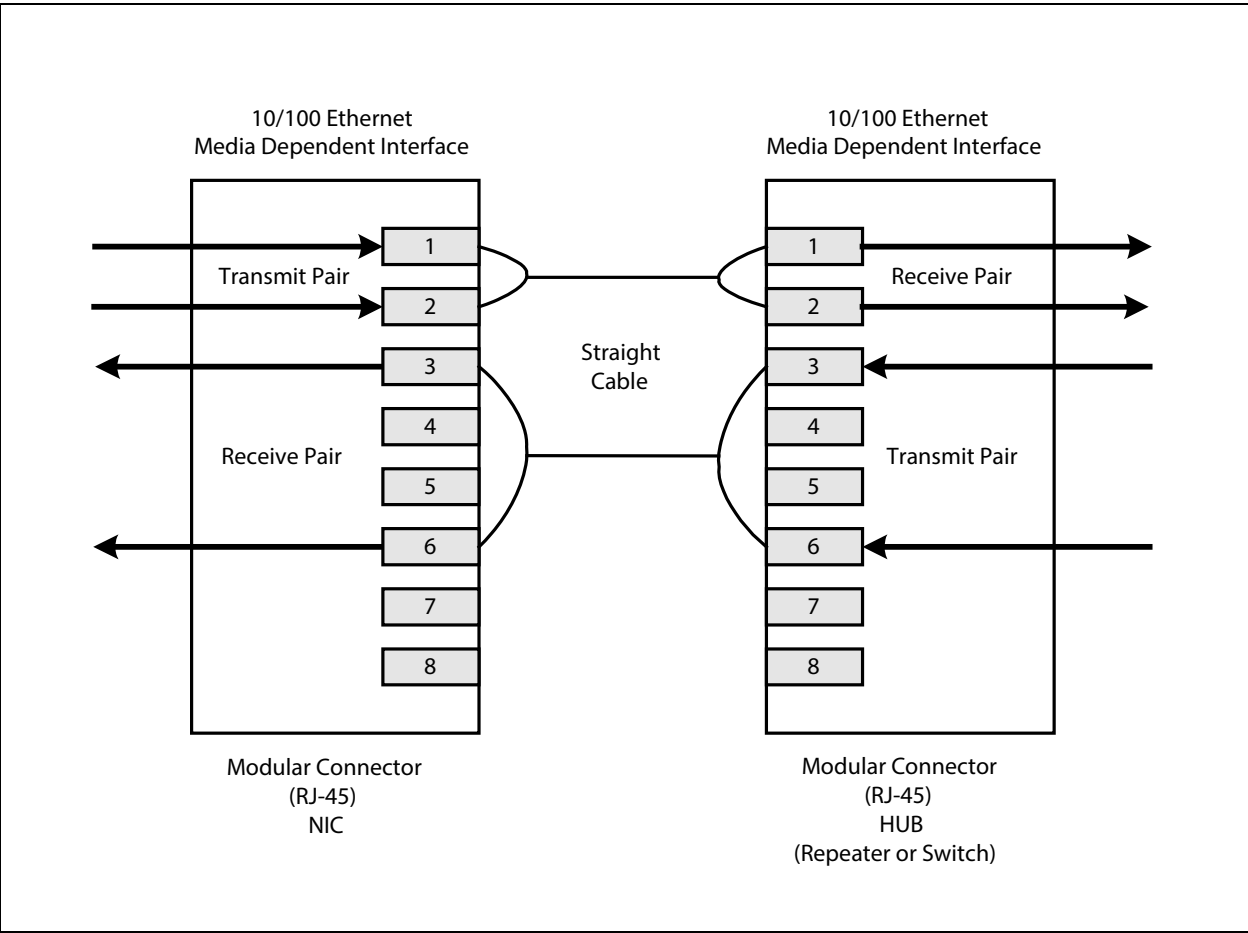 10/100 Ethernet
Media Dependent Interface
10/100 Ethernet
Media Dependent Interface
1
Transmit Pair
2
3
4
Receive Pair
5
6
7
8
Straight
Cable
1
Receive Pair
2
3
4
Transmit Pair
5
6
7
8
Modular Connector
(RJ-45)
NIC
Modular Connector
(RJ-45)
HUB
(Repeater or Switch)